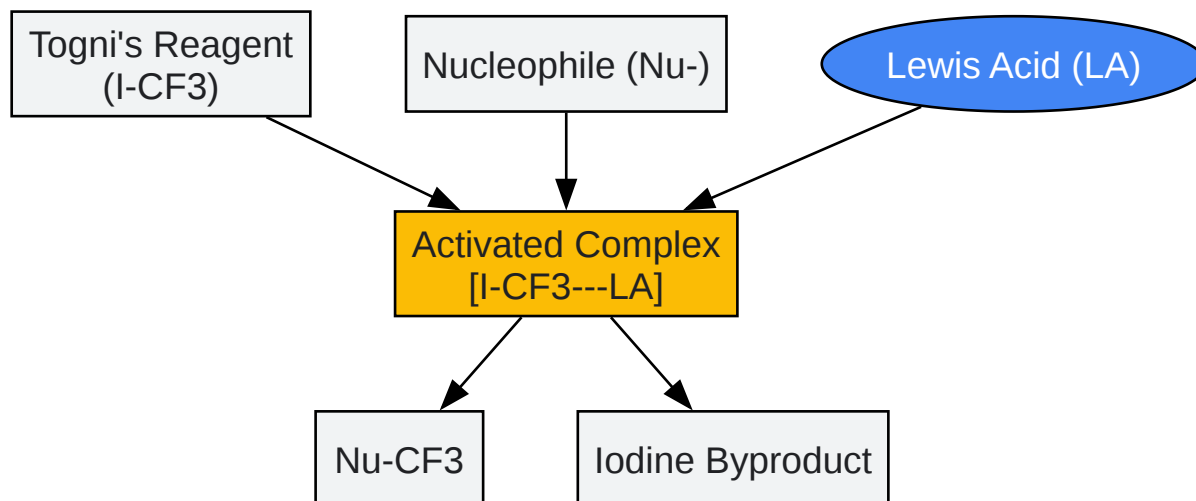 Togni's Reagent
(I-CF3)
Nucleophile (Nu-)
Lewis Acid (LA)
Activated Complex
[I-CF3---LA]
Nu-CF3
Iodine Byproduct